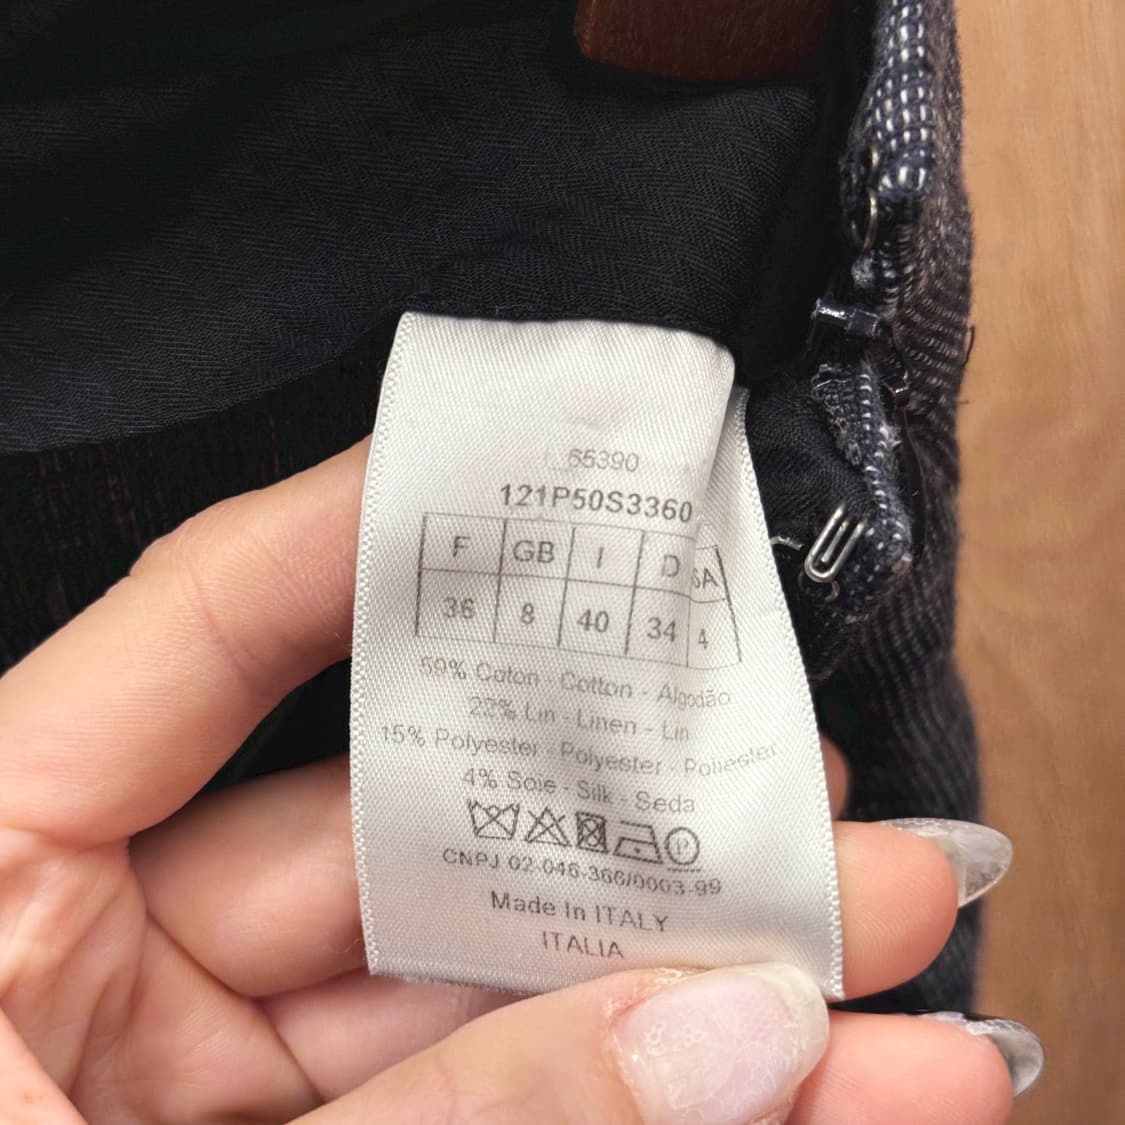 65390
121P50S3360
F GB I D SA
36 8 40 34 4
59% Coton - Cotton - Algodão
22% Lin - Linen - Lin
15% Polyester - Polyester - Poliester
4% Soie - Silk - Seda
P
CNPJ 02-046-366/0003-99
Made In ITALY
ITALIA